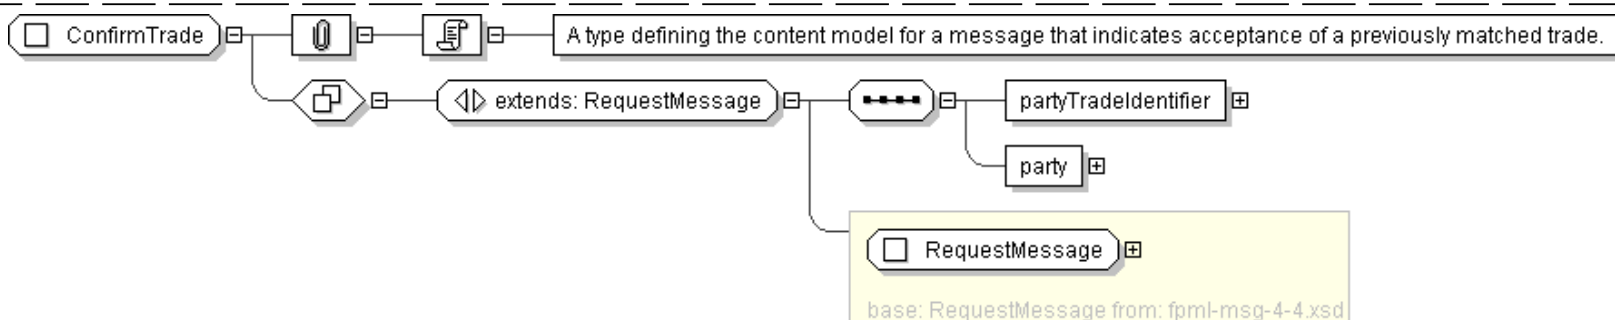 ConfirmTrade
A type defining the content model for a message that indicates acceptance of a previously matched trade.
extends: RequestMessage
partyTradeIdentifier
party
RequestMessage
base: RequestMessage from: fpml-msg-4-4.xsd